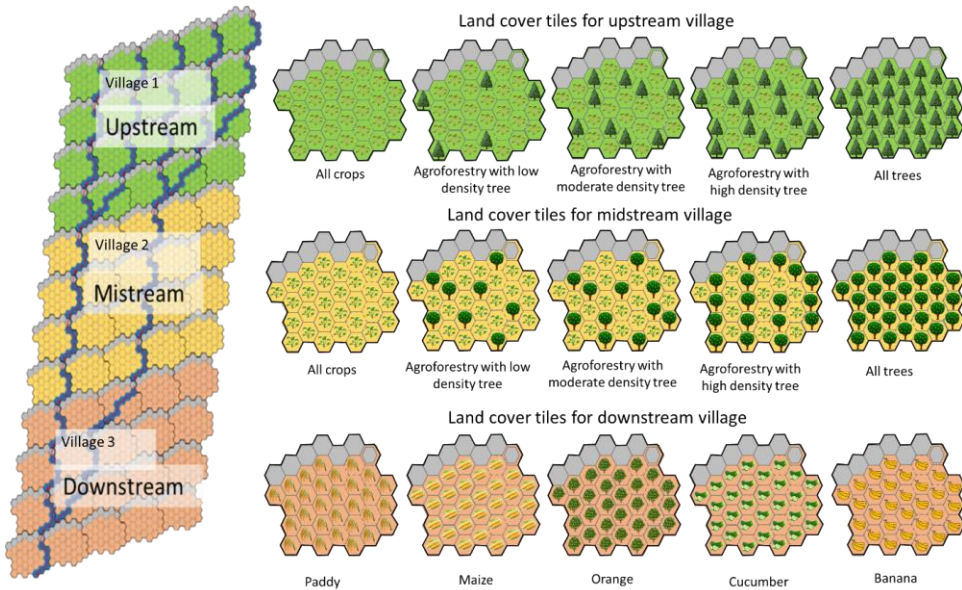 Village 1
Upstream
Village 2
Mistream
Village 3
Downstream
Land cover tiles for upstream village
All crops
Agroforestry with low
density tree
Agroforestry with
moderate density tree
Agroforestry with
high density tree
All trees
Land cover tiles for midstream village
All crops
Agroforestry with low
density tree
Agroforestry with
moderate density tree
Agroforestry with
high density tree
All trees
Land cover tiles for downstream village
Paddy
Maize
Orange
Cucumber
Banana